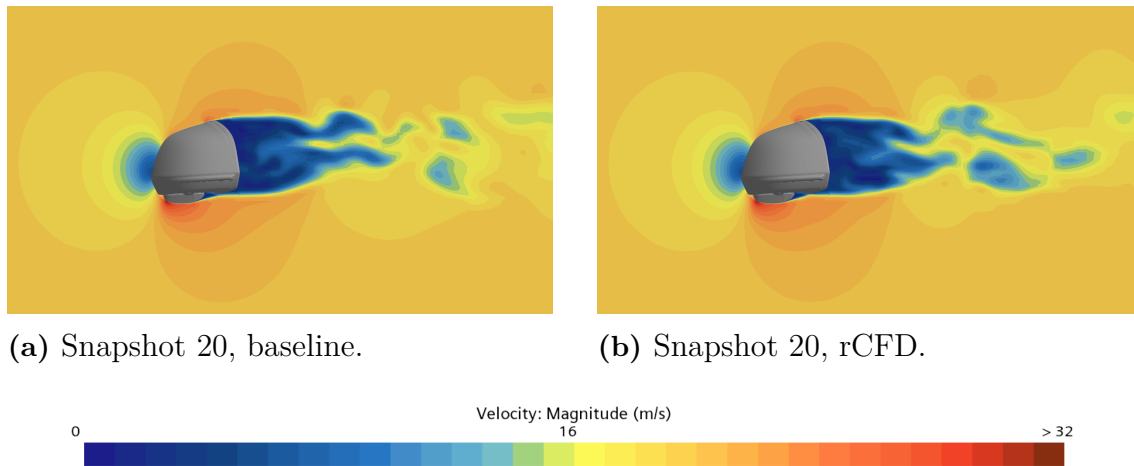 (a) Snapshot 20, baseline.
(b) Snapshot 20, rCFD.
Velocity: Magnitude (m/s)
0 16 > 32